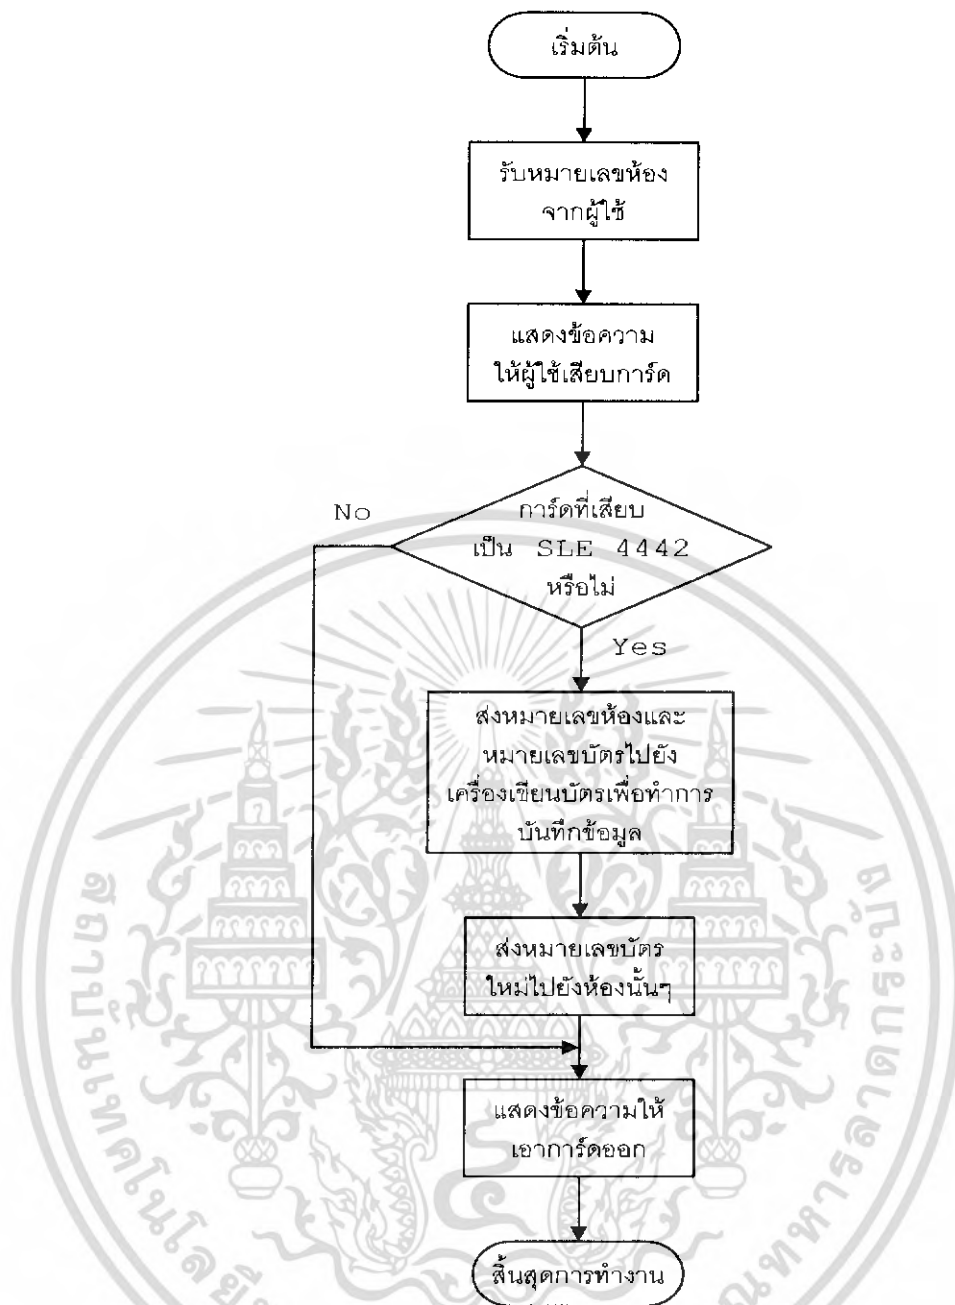 เริ่มต้น
รับหมายเลขห้อง
จากผู้ใช้
แสดงข้อความ
ให้ผู้ใช้เสียบการ์ด
การ์ดที่เสียบ
เป็น SLE 4442
หรือไม่
No
Yes
ส่งหมายเลขห้องและ
หมายเลขบัตรไปยัง
เครื่องเขียนบัตรเพื่อทำการ
บันทึกข้อมูล
ส่งหมายเลขบัตร
ใหม่ไปยังห้องนั้นๆ
แสดงข้อความให้
เอาการ์ดออก
สิ้นสุดการทำงาน